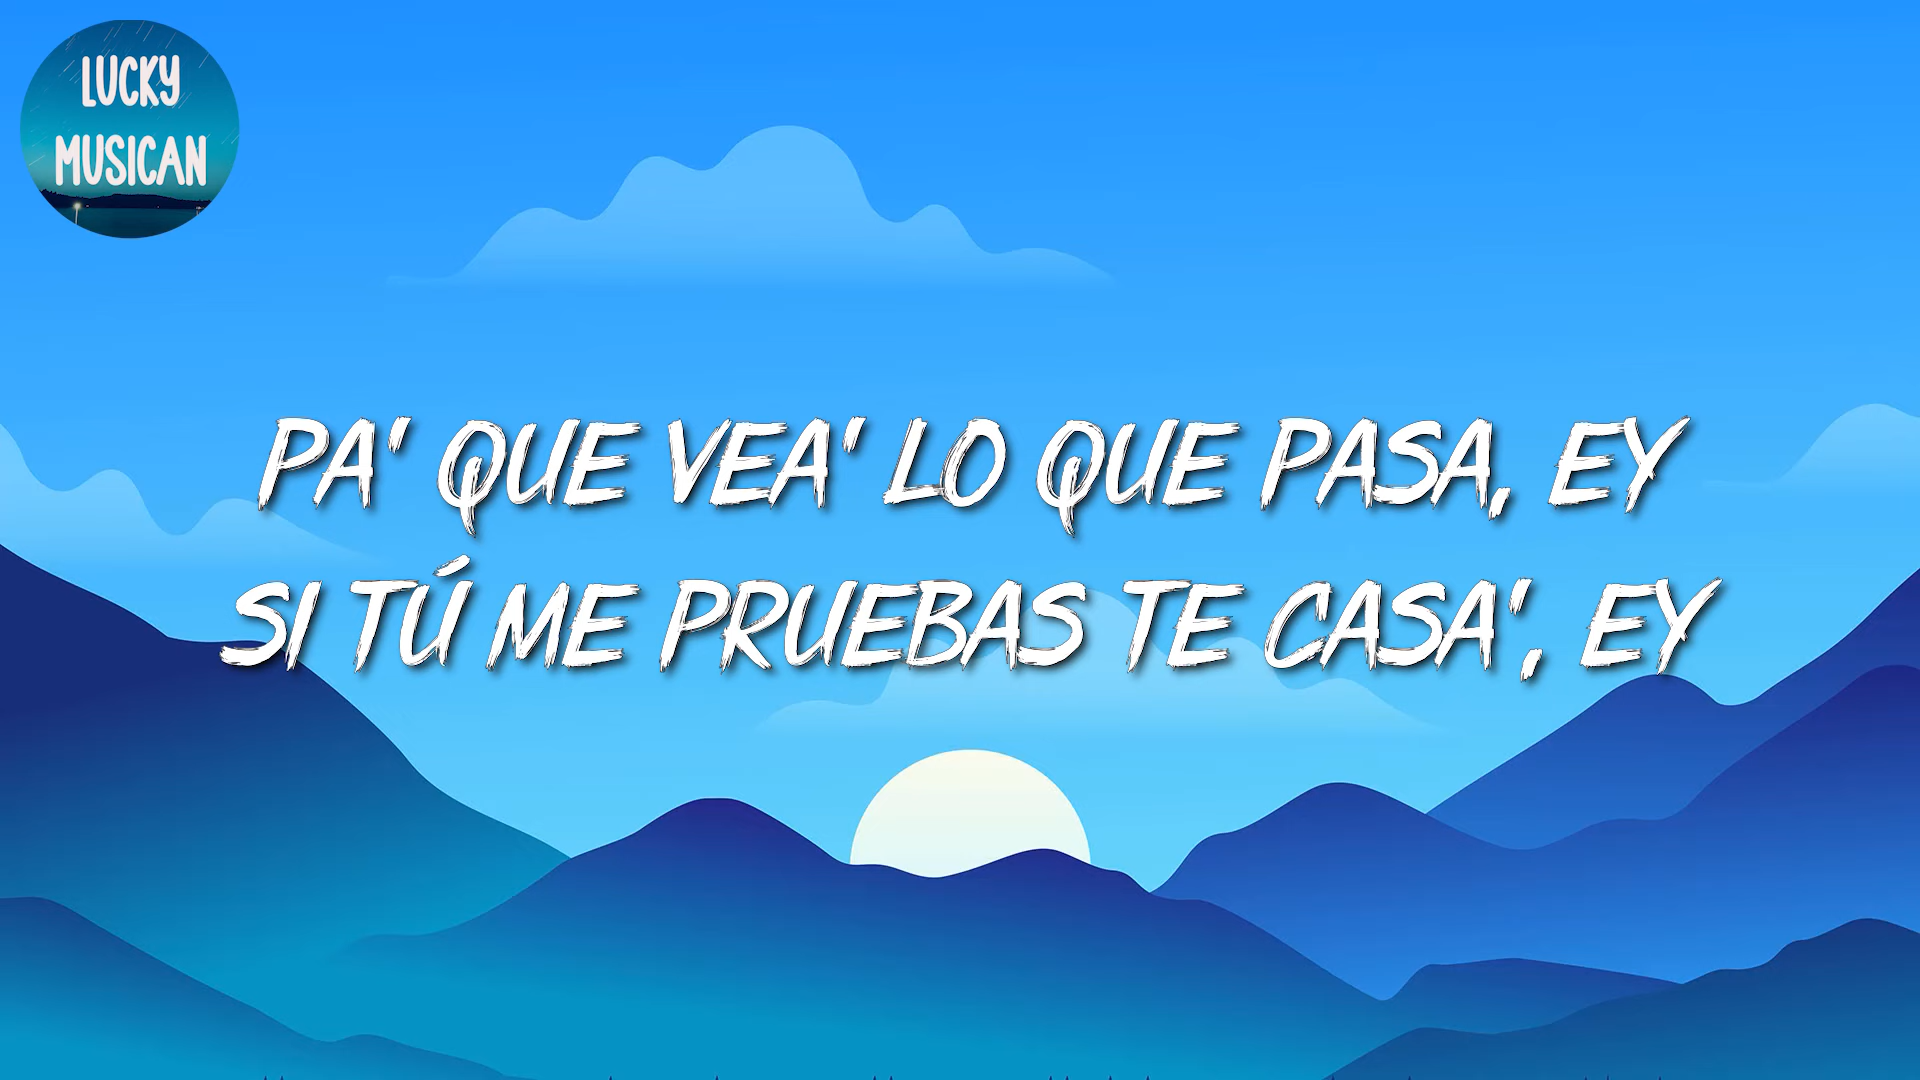 LUCKY
MUSICAN
PA' QUE VEA' LO QUE PASA, EY
SI TÚ ME PRUEBAS TE CASA', EY